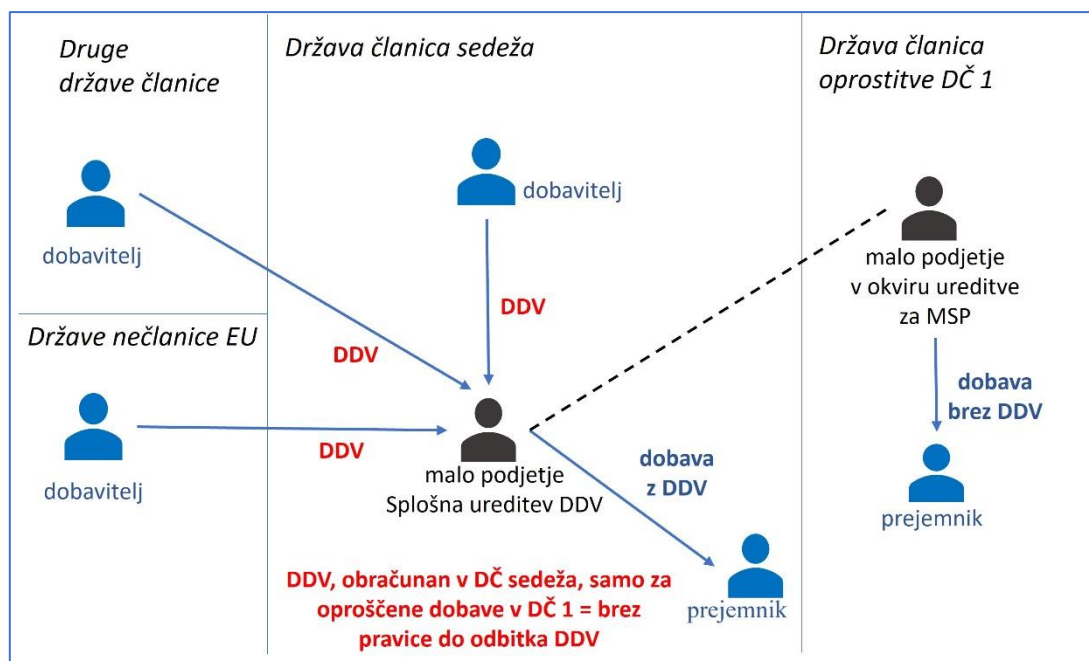 Druge
države članice
dobavitelj
Države nečlanice EU
dobavitelj
Država članica sedeža
dobavitelj
DDV
DDV
DDV
malo podjetje
Splošna ureditev DDV
dobava
z DDV
prejemnik
DDV, obračunan v DČ sedeža, samo za
oproščene dobave v DČ 1 = brez
pravice do odbitka DDV
Država članica
oprostitve DČ 1
malo podjetje
v okviru ureditve
za MSP
dobava
brez DDV
prejemnik